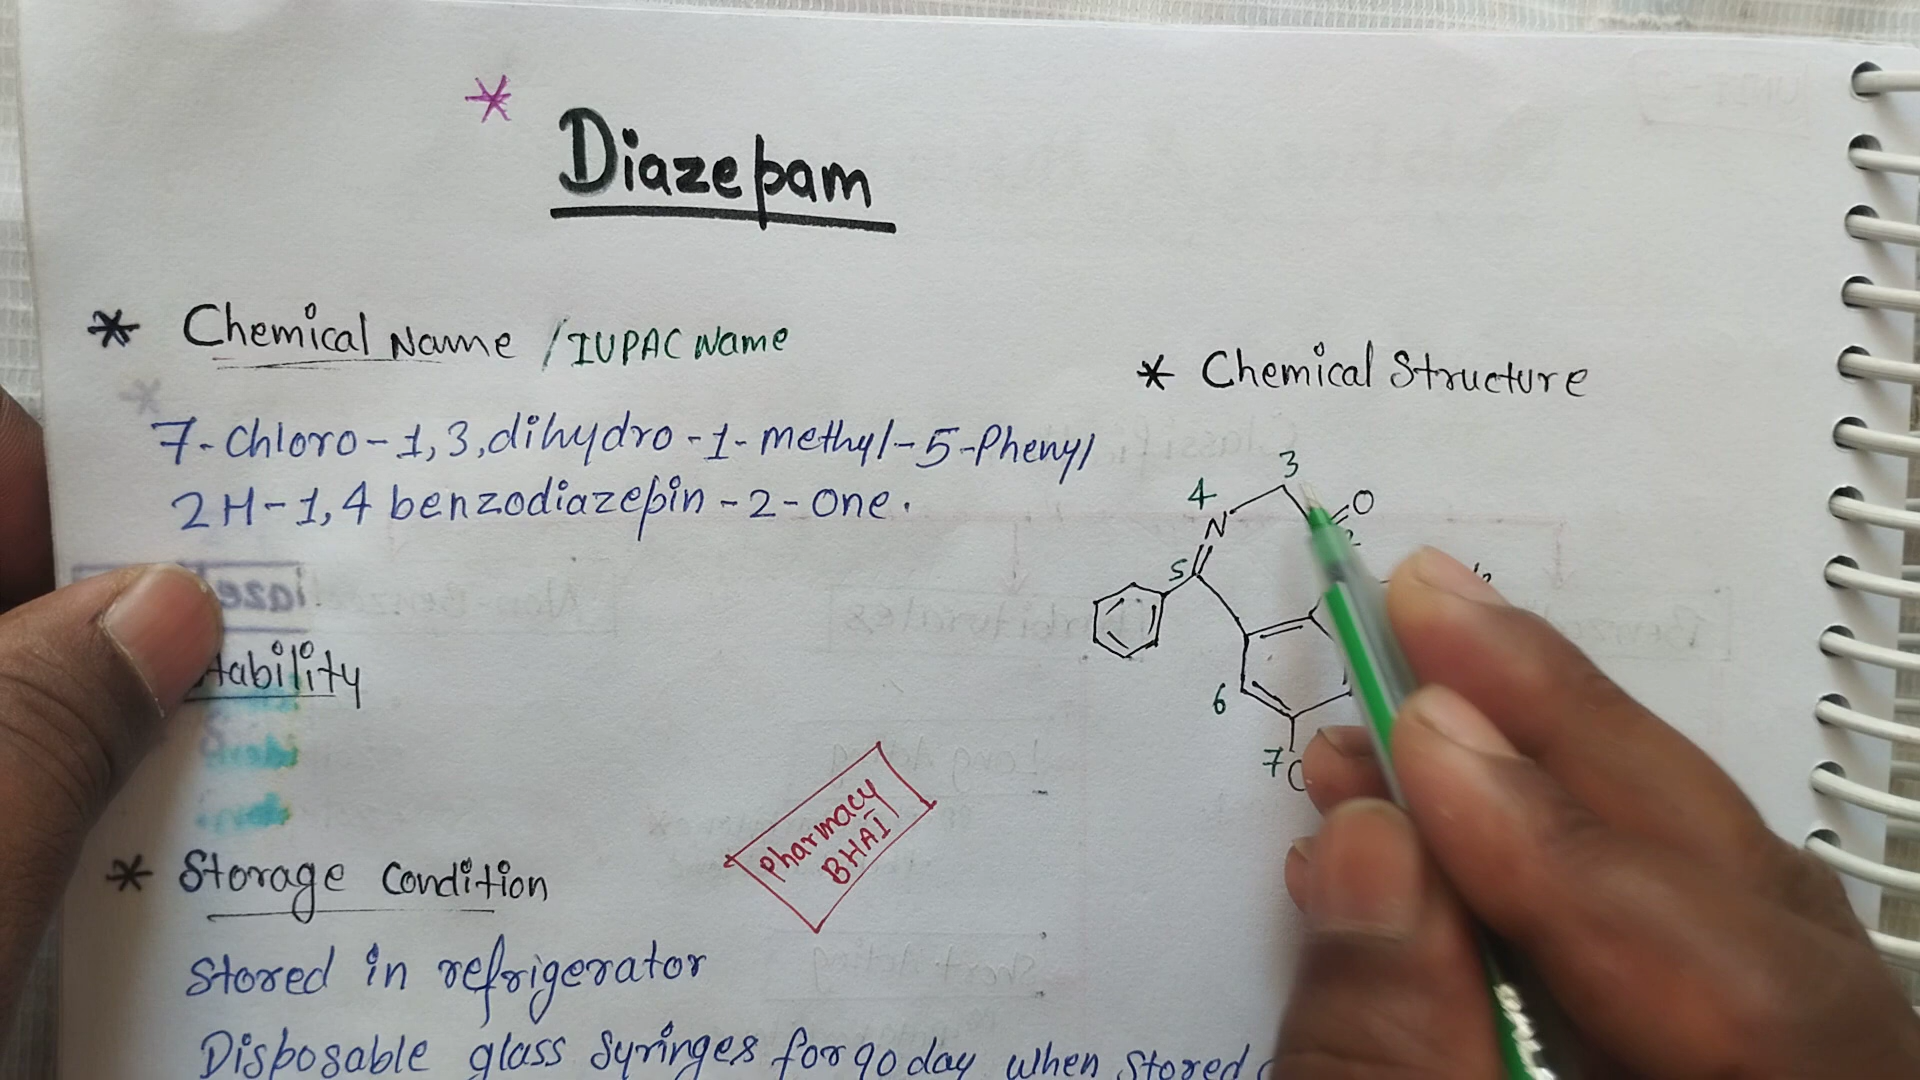 * Diazepam
* Chemical Name / IUPAC Name
7-Chloro-1,3,dihydro-1-methyl-5-Phenyl
2H-1,4 benzodiazepin-2-one.
* Chemical Structure
3
4
N
O
2
5
6
7
tability
Pharmacy
BHAI
* Storage Condition
Stored in refrigerator
Disposable glass syringes for 90 day when stored